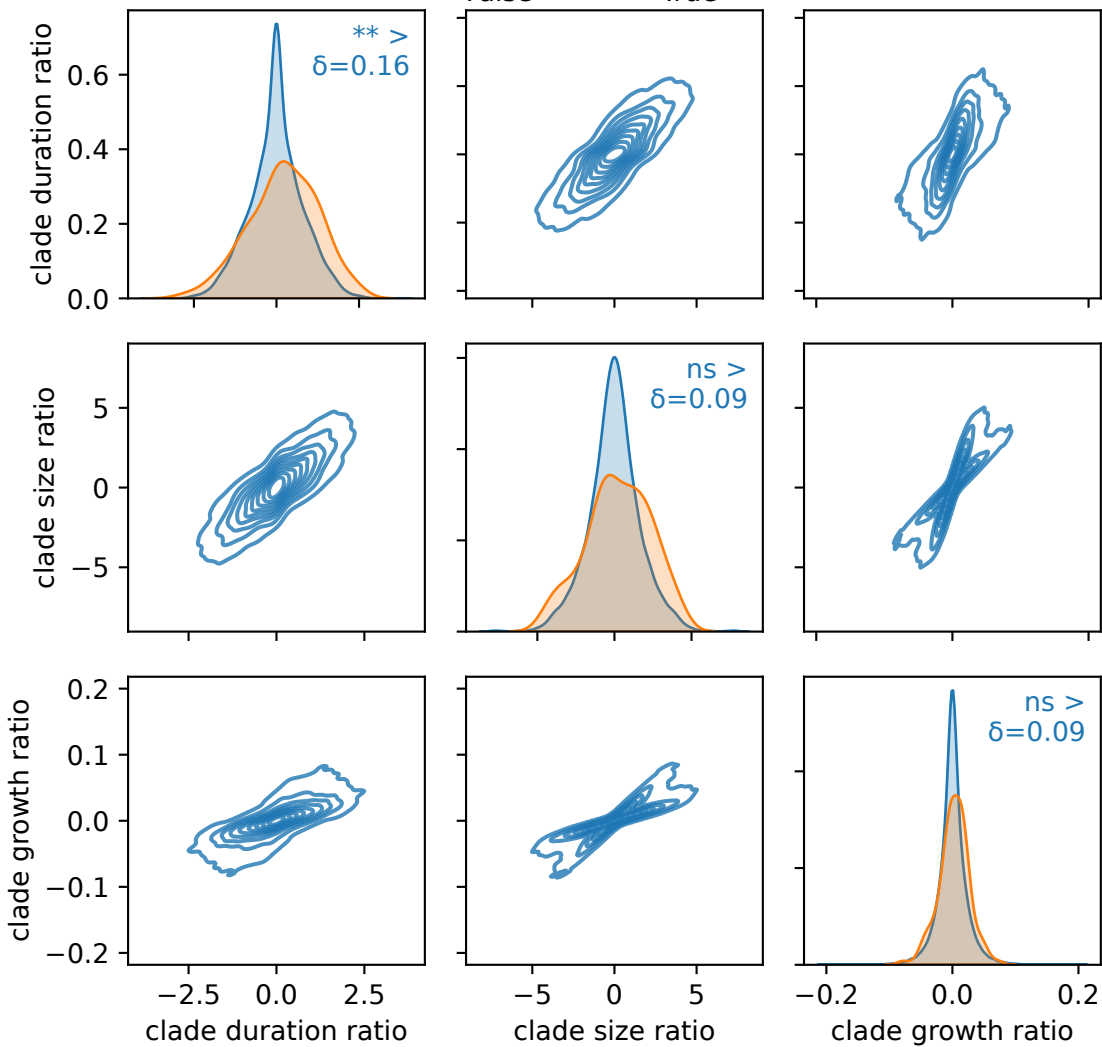 clade duration ratio
0.6
0.4
0.2
0.0
** >
δ=0.16
clade size ratio
5
0
−5
ns >
δ=0.09
clade growth ratio
0.2
0.1
0.0
−0.1
−0.2
ns >
δ=0.09
−2.5 0.0 2.5
−5 0 5
−0.2 0.0 0.2
clade duration ratio
clade size ratio
clade growth ratio